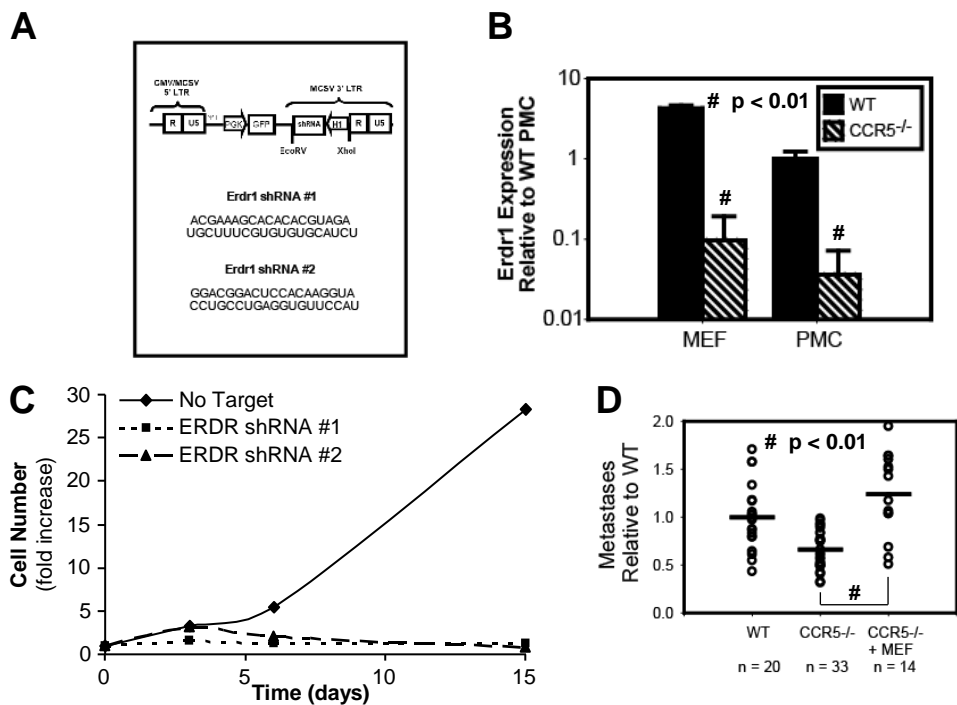 A
CMV/MCSV
5' LTR
MCSV 3' LTR
R U5 PGK GFP shRNA H1 R U5
EcoRV XhoI
Erdr1 shRNA #1
ACGAAAGCACACACGUAGA
UGCUUUCGUGUGUGCAUCU
Erdr1 shRNA #2
GGACGGACUCCACAAGGUA
CCUGCCUGAGGUGUUCCAU
B
Erdr1 Expression
Relative to WT PMC
10
1
0.1
0.01
# p < 0.01
WT
CCR5-/-
#
#
MEF PMC
C
Cell Number
(fold increase)
30
25
20
15
10
5
0
No Target
ERDR shRNA #1
ERDR shRNA #2
0 5 10 15
Time (days)
D
Metastases
Relative to WT
2.0
1.5
1.0
0.5
0.0
# p < 0.01
#
WT CCR5-/- CCR5-/-
+ MEF
n = 20 n = 33 n = 14